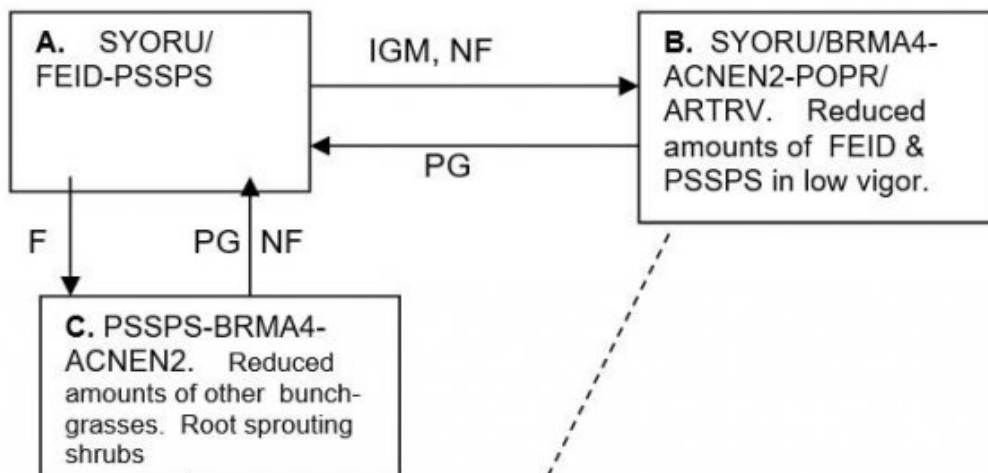 A. SYORU/
FEID-PSSPS
IGM, NF
PG
B. SYORU/BRMA4-
ACNEN2-POPR/
ARTRV. Reduced
amounts of FEID &
PSSPS in low vigor.
F
PG NF
C. PSSPS-BRMA4-
ACNEN2. Reduced
amounts of other bunch-
grasses. Root sprouting
shrubs